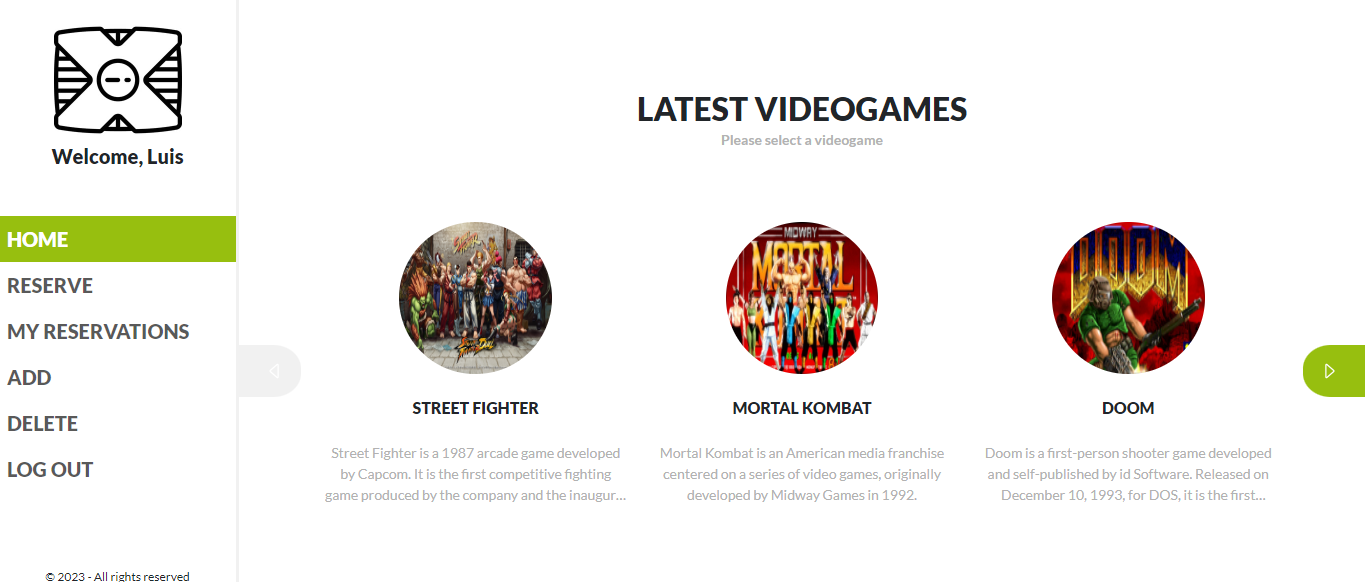 Welcome, Luis
HOME
RESERVE
MY RESERVATIONS
ADD
DELETE
LOG OUT
© 2023 - All rights reserved
LATEST VIDEOGAMES
Please select a videogame
STREET FIGHTER
Street Fighter is a 1987 arcade game developed
by Capcom. It is the first competitive fighting
game produced by the company and the inaugur...
MIDWAY
MORTAL
MORTAL KOMBAT
Mortal Kombat is an American media franchise
centered on a series of video games, originally
developed by Midway Games in 1992.
DOOM
DOOM
Doom is a first-person shooter game developed
and self-published by id Software. Released on
December 10, 1993, for DOS, it is the first...